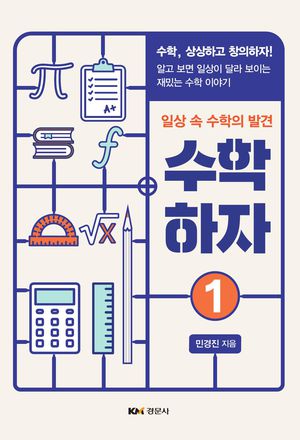 수학, 상상하고 창의하자!
알고 보면 일상이 달라 보이는
재밌는 수학 이야기
일상 속 수학의 발견
수학
하자
1
민경진 지음
π
A+
f
√x
KM 경문사